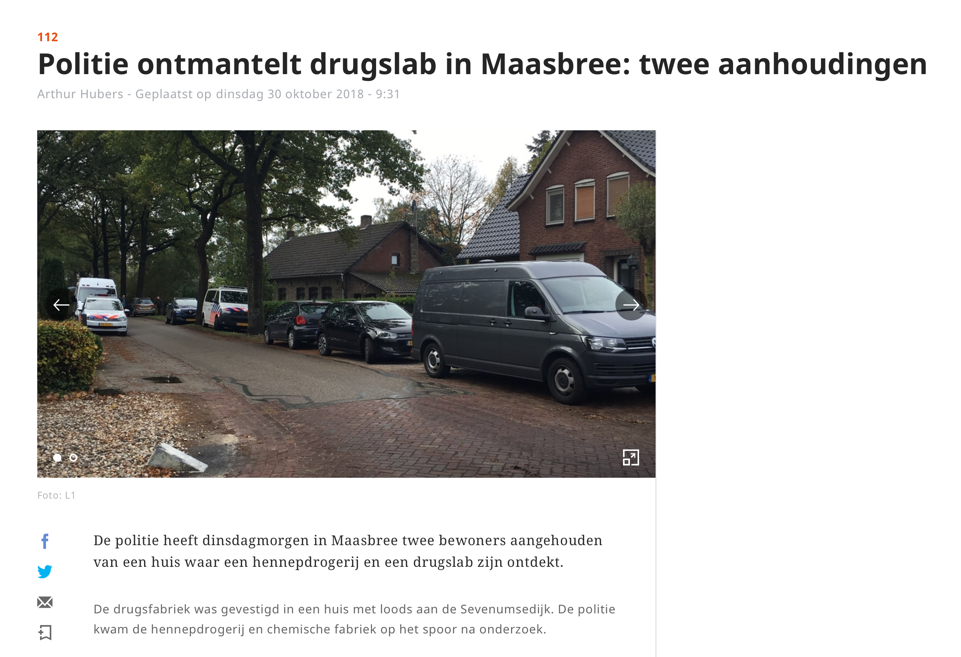 112
Politie ontmantelt drugslab in Maasbree: twee aanhoudingen
Arthur Hubers - Geplaatst op dinsdag 30 oktober 2018 - 9:31
Foto: L1
De politie heeft dinsdagmorgen in Maasbree twee bewoners aangehouden
van een huis waar een hennepdrogerij en een drugslab zijn ontdekt.
De drugsfabriek was gevestigd in een huis met loods aan de Sevenumsedijk. De politie
kwam de hennepdrogerij en chemische fabriek op het spoor na onderzoek.